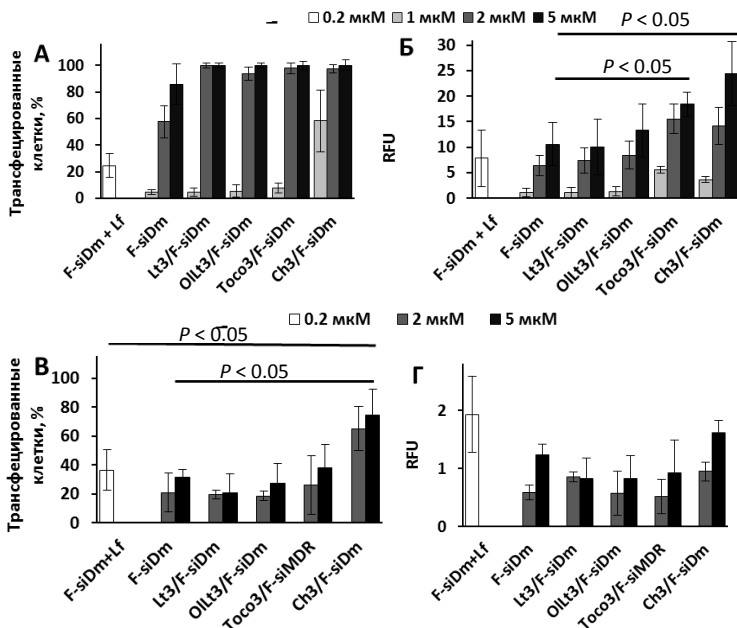 0.2 мкМ 1 мкМ 2 мкМ 5 мкМ
А
Трансфецированные
клетки, %
100
80
60
40
20
0
F-siDm + Lf
F-siDm
Lt3/F-siDm
OlLt3/F-siDm
Toco3/F-siDm
Ch3/F-siDm
Б
P < 0.05
P < 0.05
RFU
30
25
20
15
10
5
0
F-siDm + Lf
F-siDm
Lt3/F-siDm
OlLt3/F-siDm
Toco3/F-siDm
Ch3/F-siDm
0.2 мкМ 2 мкМ 5 мкМ
В
P < 0.05
P < 0.05
Трансфецированные
клетки, %
100
80
60
40
20
0
F-siDm+Lf
F-siDm
Lt3/F-siDm
OlLt3/F-siDm
Toco3/F-siMDR
Ch3/F-siDm
Г
RFU
2
1
0
F-siDm+Lf
F-siDm
Lt3/F-siDm
OlLt3/F-siDm
Toco3/F-siMDR
Ch3/F-siDm